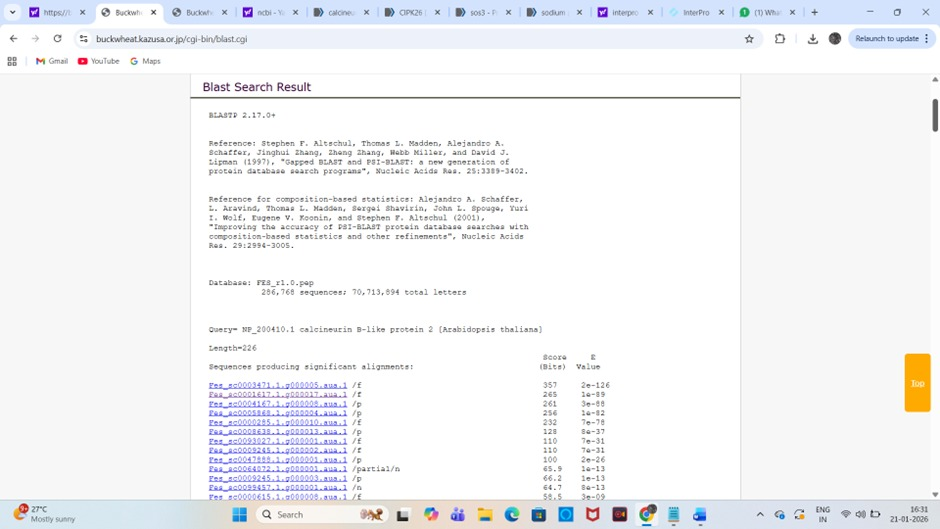 https://i
Buckwhe
Buckwhe
ncbi - Ya
calcineu
CIPK26
sos3 - P
sodium
interpro
InterPro
(1) What
buckwheat.kazusa.or.jp/cgi-bin/blast.cgi
Relaunch to update
Gmail
YouTube
Maps
Blast Search Result
BLASTP 2.17.0+
Reference: Stephen F. Altschul, Thomas L. Madden, Alejandro A.
Schaffer, Jinghui Zhang, Zheng Zhang, Webb Miller, and David J.
Lipman (1997), "Gapped BLAST and PSI-BLAST: a new generation of
protein database search programs", Nucleic Acids Res. 25:3389-3402.
Reference for composition-based statistics: Alejandro A. Schaffer,
L. Aravind, Thomas L. Madden, Sergei Shavirin, John L. Spouge, Yuri
I. Wolf, Eugene V. Koonin, and Stephen F. Altschul (2001),
"Improving the accuracy of PSI-BLAST protein database searches with
composition-based statistics and other refinements", Nucleic Acids
Res. 29:2994-3005.
Database: FES_r1.0.pep
286,768 sequences; 70,713,894 total letters
Query= NP_200410.1 calcineurin B-like protein 2 [Arabidopsis thaliana]
Length=226
Score E
Sequences producing significant alignments: (Bits) Value
Fes_sc0003471.1.g000005.aua.1 /f 357 2e-126
Fes_sc0001617.1.g000017.aua.1 /f 265 1e-89
Fes_sc0004167.1.g000008.aua.1 /p 261 3e-88
Fes_sc0005868.1.g000004.aua.1 /p 256 1e-82
Fes_sc0000285.1.g000010.aua.1 /f 232 7e-78
Fes_sc0008638.1.g000013.aua.1 /p 128 8e-37
Fes_sc0093027.1.g000001.aua.1 /f 110 7e-31
Fes_sc0009245.1.g000002.aua.1 /f 110 7e-31
Fes_sc0047888.1.g000001.aua.1 /p 100 2e-26
Fes_sc0064072.1.g000001.aua.1 /partial/n 65.9 1e-13
Fes_sc0009245.1.g000003.aua.1 /p 66.2 1e-13
Fes_sc0099457.1.g000001.aua.1 /n 64.7 8e-13
Fes_sc0000615.1.g000008.aua.1 /f 58.5 3e-09
Top
27°C
Mostly sunny
Search
ENG
IN
16:31
21-01-2026